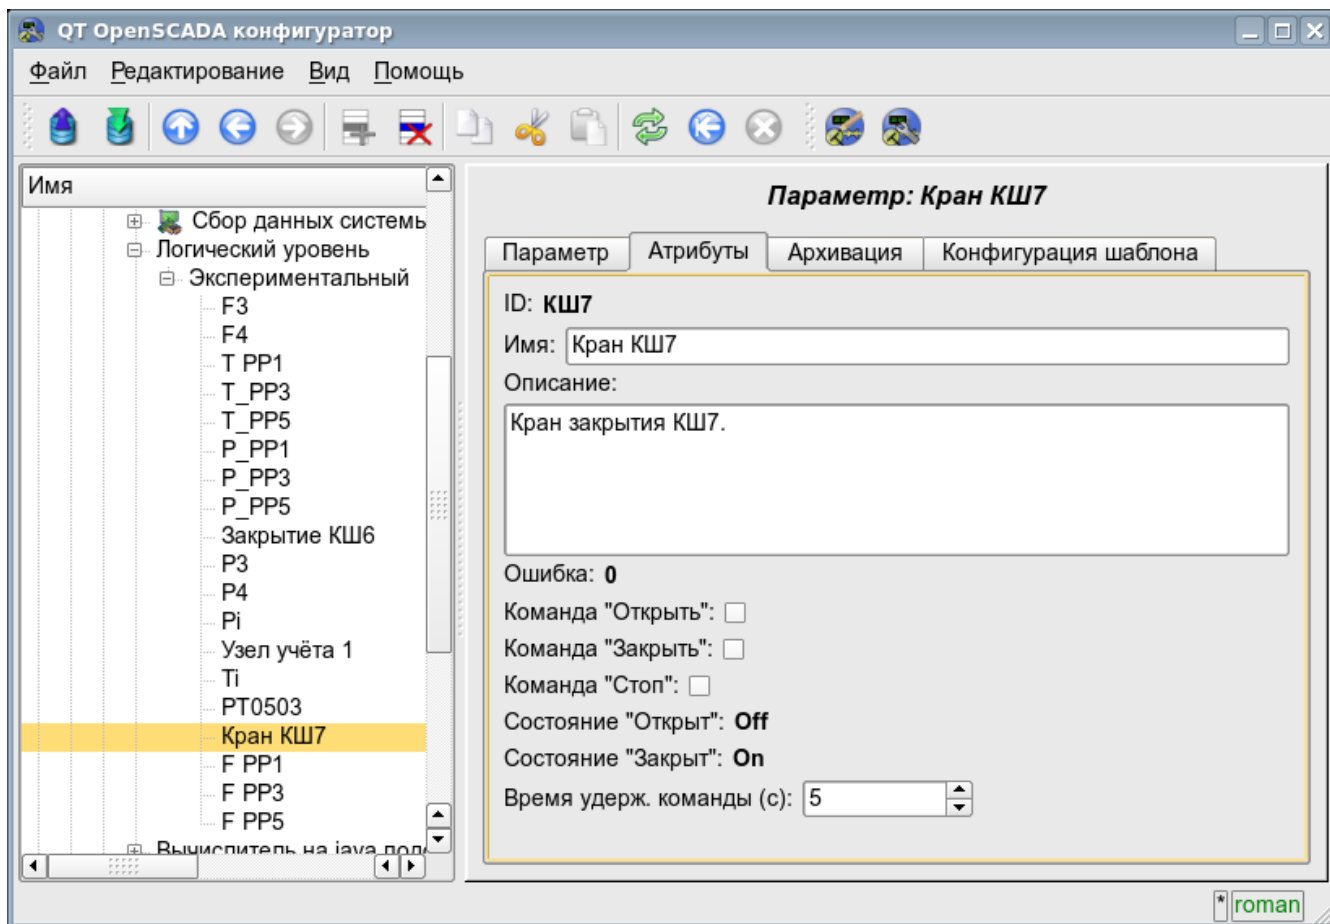 QT OpenSCADA конфигуратор
Файл Редактирование Вид Помощь
Имя
Сбор данных системы
Логический уровень
Экспериментальный
F3
F4
T PP1
T_PP3
T_PP5
P_PP1
P_PP3
P_PP5
Закрытие КШ6
P3
P4
Pi
Узел учёта 1
Ti
PT0503
Кран КШ7
F PP1
F PP3
F PP5
Вычислитель на java
Параметр: Кран КШ7
Параметр Атрибуты Архивация Конфигурация шаблона
ID: КШ7
Имя: Кран КШ7
Описание:
Кран закрытия КШ7.
Ошибка: 0
Команда "Открыть":
Команда "Закрыть":
Команда "Стоп":
Состояние "Открыт": Off
Состояние "Закрыт": On
Время удерж. команды (с): 5
* roman